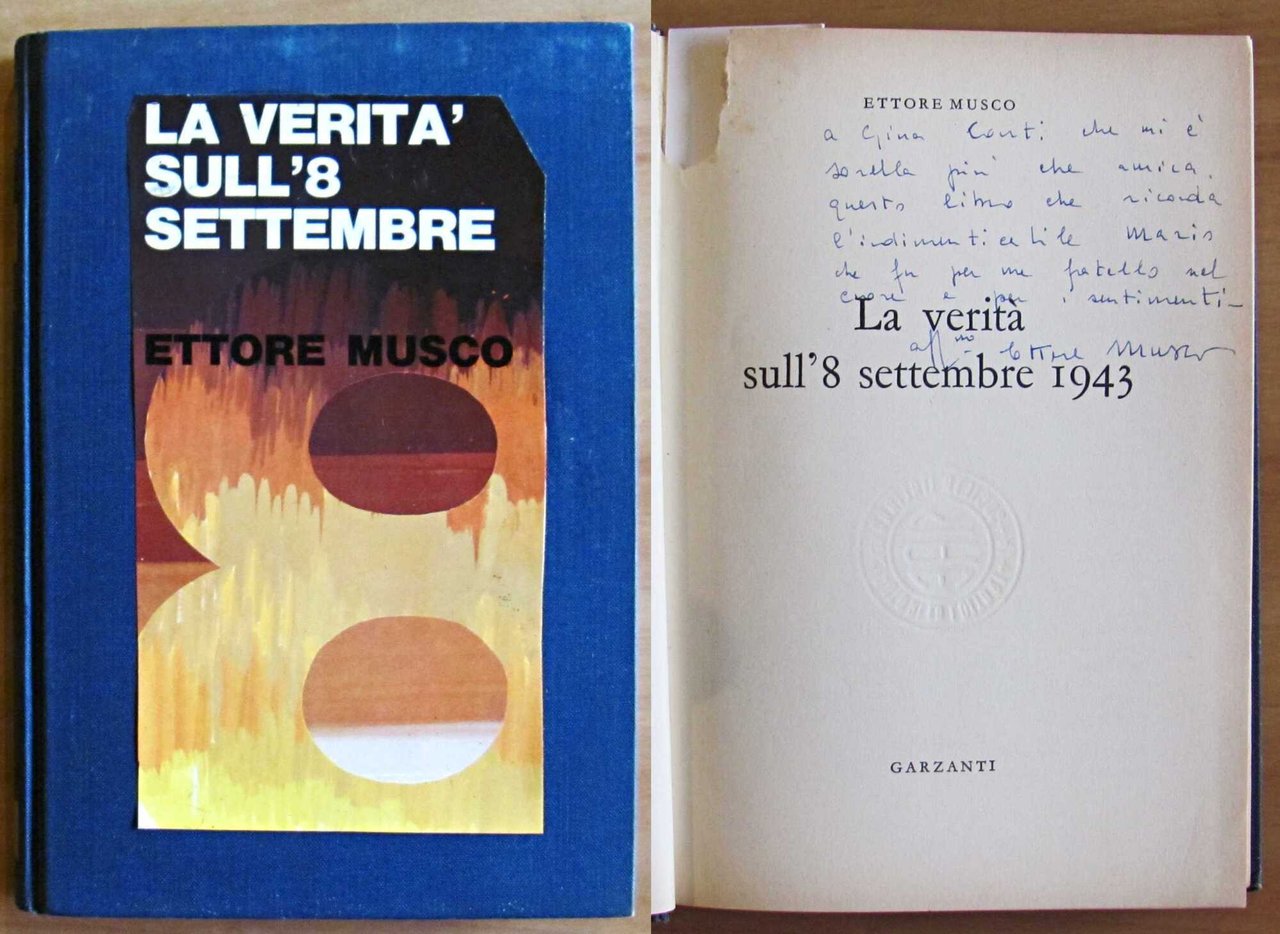 LA VERITA'
SULL'8
SETTEMBRE
ETTORE MUSCO
ETTORE MUSCO
a Gina Conti che mi è
sorella più che amica,
questo libro che ricorda
l'indimenticabile Mario
che fu per me fratello nel
cuore e per i sentimenti-
La verità
aff.mo Ettore Musco
sull'8 settembre 1943
GARZANTI